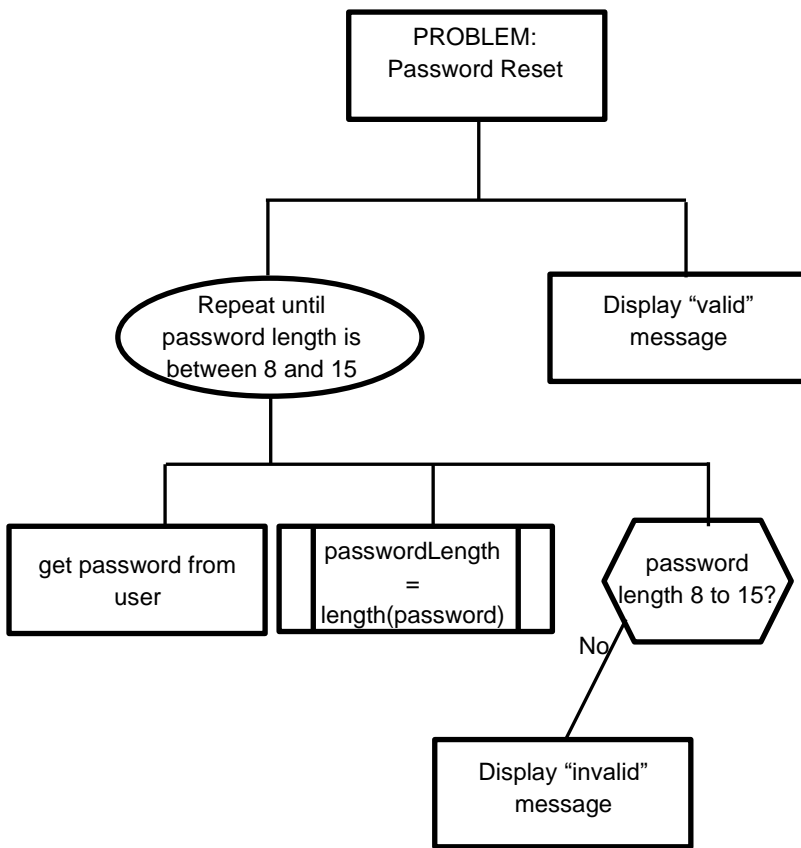 PROBLEM:
Password Reset
Repeat until
password length is
between 8 and 15
Display “valid”
message
get password from
user
passwordLength
=
length(password)
password
length 8 to 15?
No
Display “invalid”
message